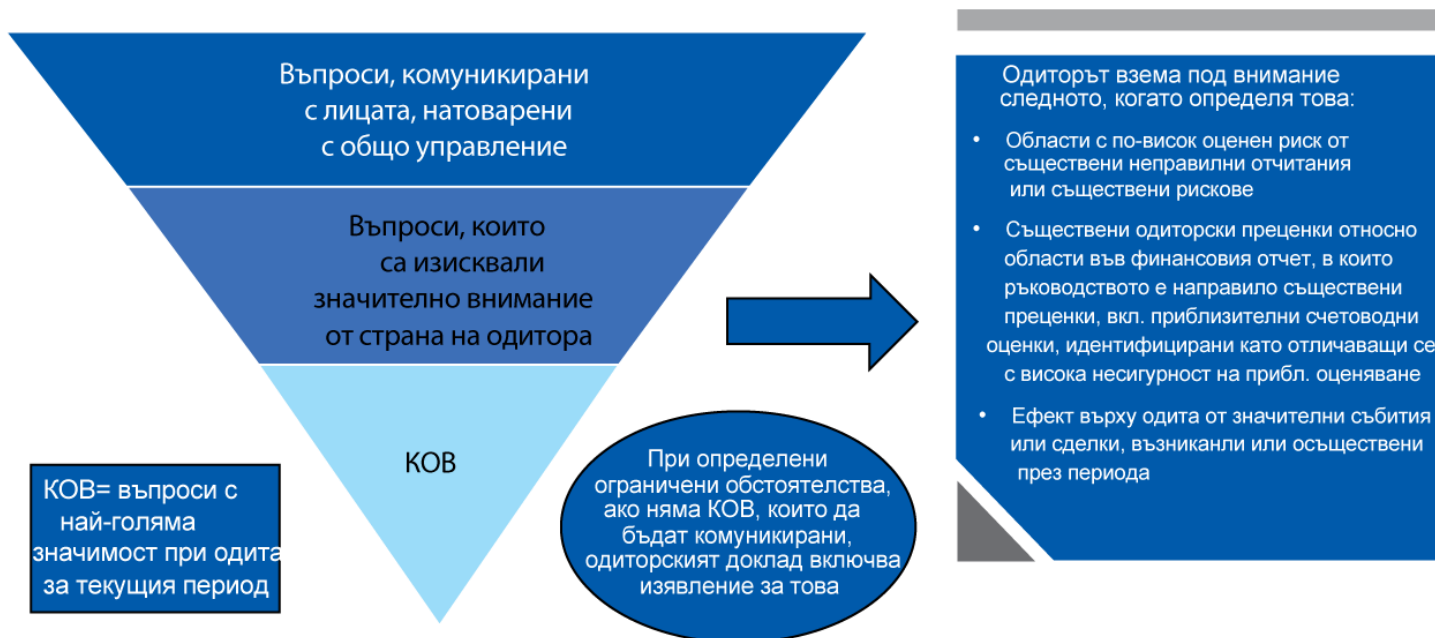 Въпроси, комуникирани
с лицата, натоварени
с общо управление
Въпроси, които
са изисквали
значително внимание
от страна на одитора
КОВ
КОВ= въпроси с
най-голяма
значимост при одита
за текущия период
При определени
ограничени обстоятелства,
ако няма КОВ, които да
бъдат комуникирани,
одиторският доклад включва
изявление за това
Одиторът взема под внимание
следното, когато определя това:
• Области с по-висок оценен риск от
съществени неправилни отчитания
или съществени рискове
• Съществени одиторски преценки относно
области във финансовия отчет, в които
ръководството е направило съществени
преценки, вкл. приблизителни счетоводни
оценки, идентифицирани като отличаващи се
с висока несигурност на прибл. оценяване
• Ефект върху одита от значителни събития
или сделки, възниканли или осъществени
през периода